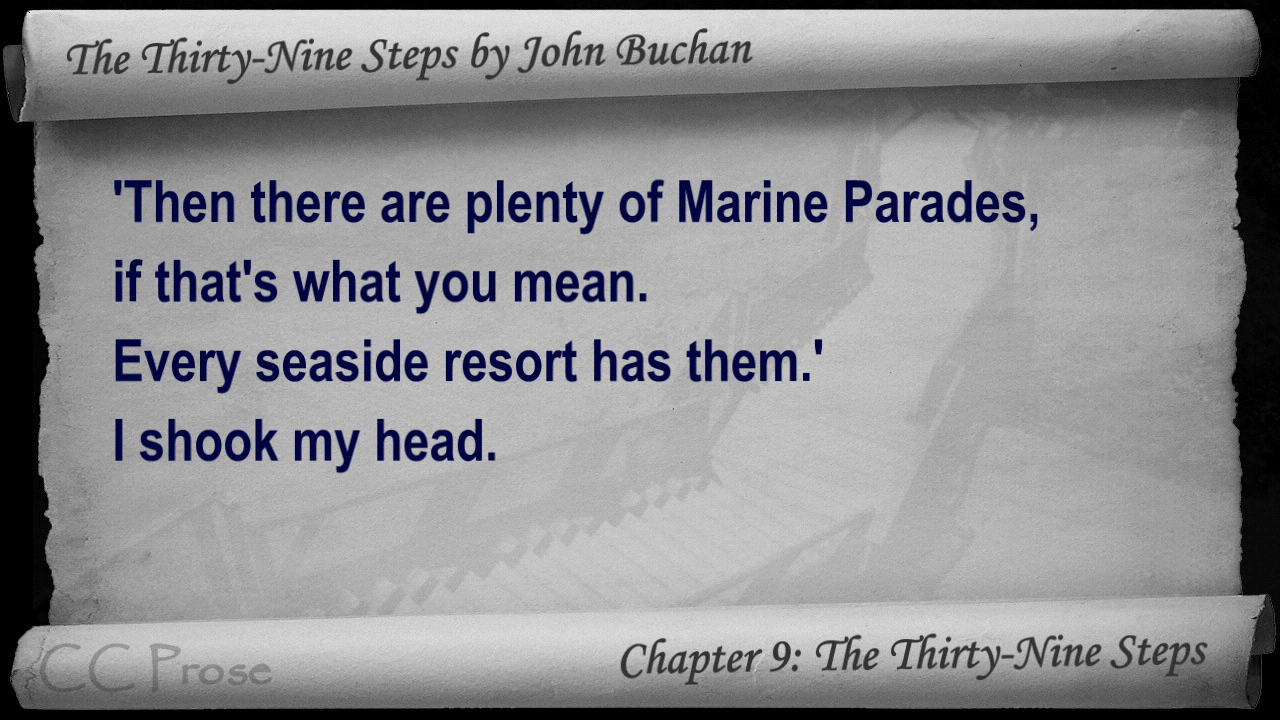 The Thirty-Nine Steps by John Buchan
'Then there are plenty of Marine Parades,
if that's what you mean.
Every seaside resort has them.'
I shook my head.
CC Prose
Chapter 9: The Thirty-Nine Steps